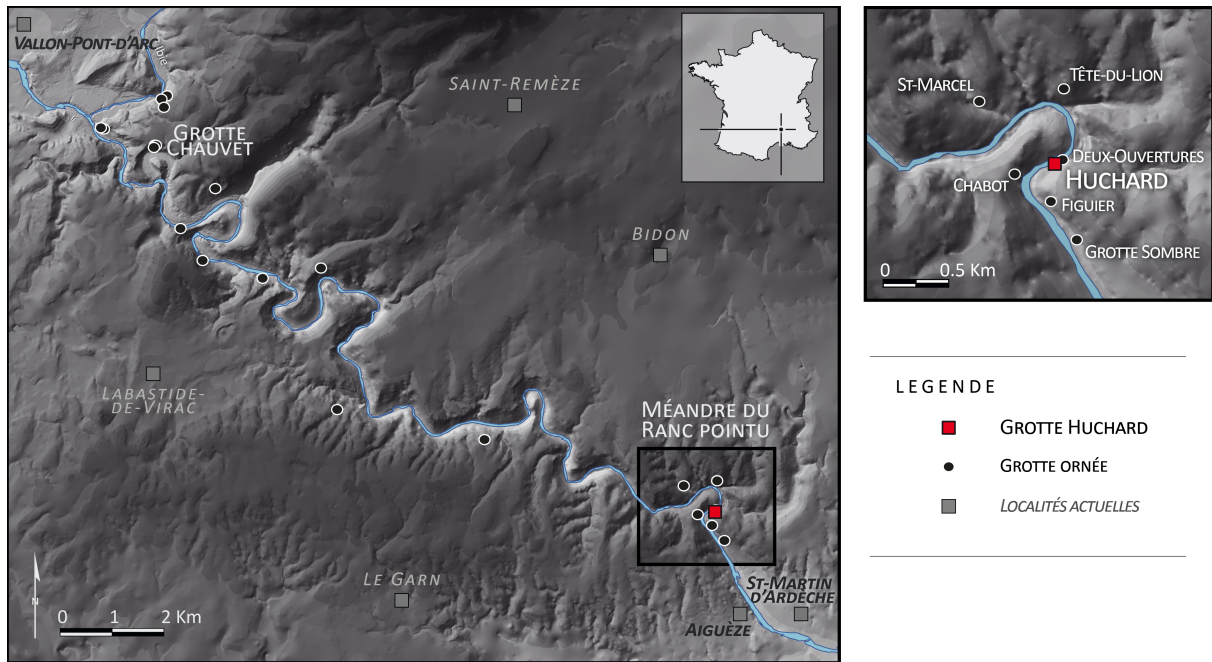 VALLON-PONT-D'ARC
Ibie
SAINT-REMÈZE
GROTTE
CHAUVET
BIDON
LABASTIDE-
DE-VIRAC
MÉANDRE DU
RANC POINTU
LE GARN
ST-MARTIN
D'ARDÈCHE
AIGUÈZE
N
0 1 2 Km
ST-MARCEL
TÊTE-DU-LION
DEUX-OUVERTURES
HUCHARD
CHABOT
FIGUIER
GROTTE SOMBRE
0 0.5 Km
LEGENDE
GROTTE HUCHARD
GROTTE ORNÉE
LOCALITÉS ACTUELLES